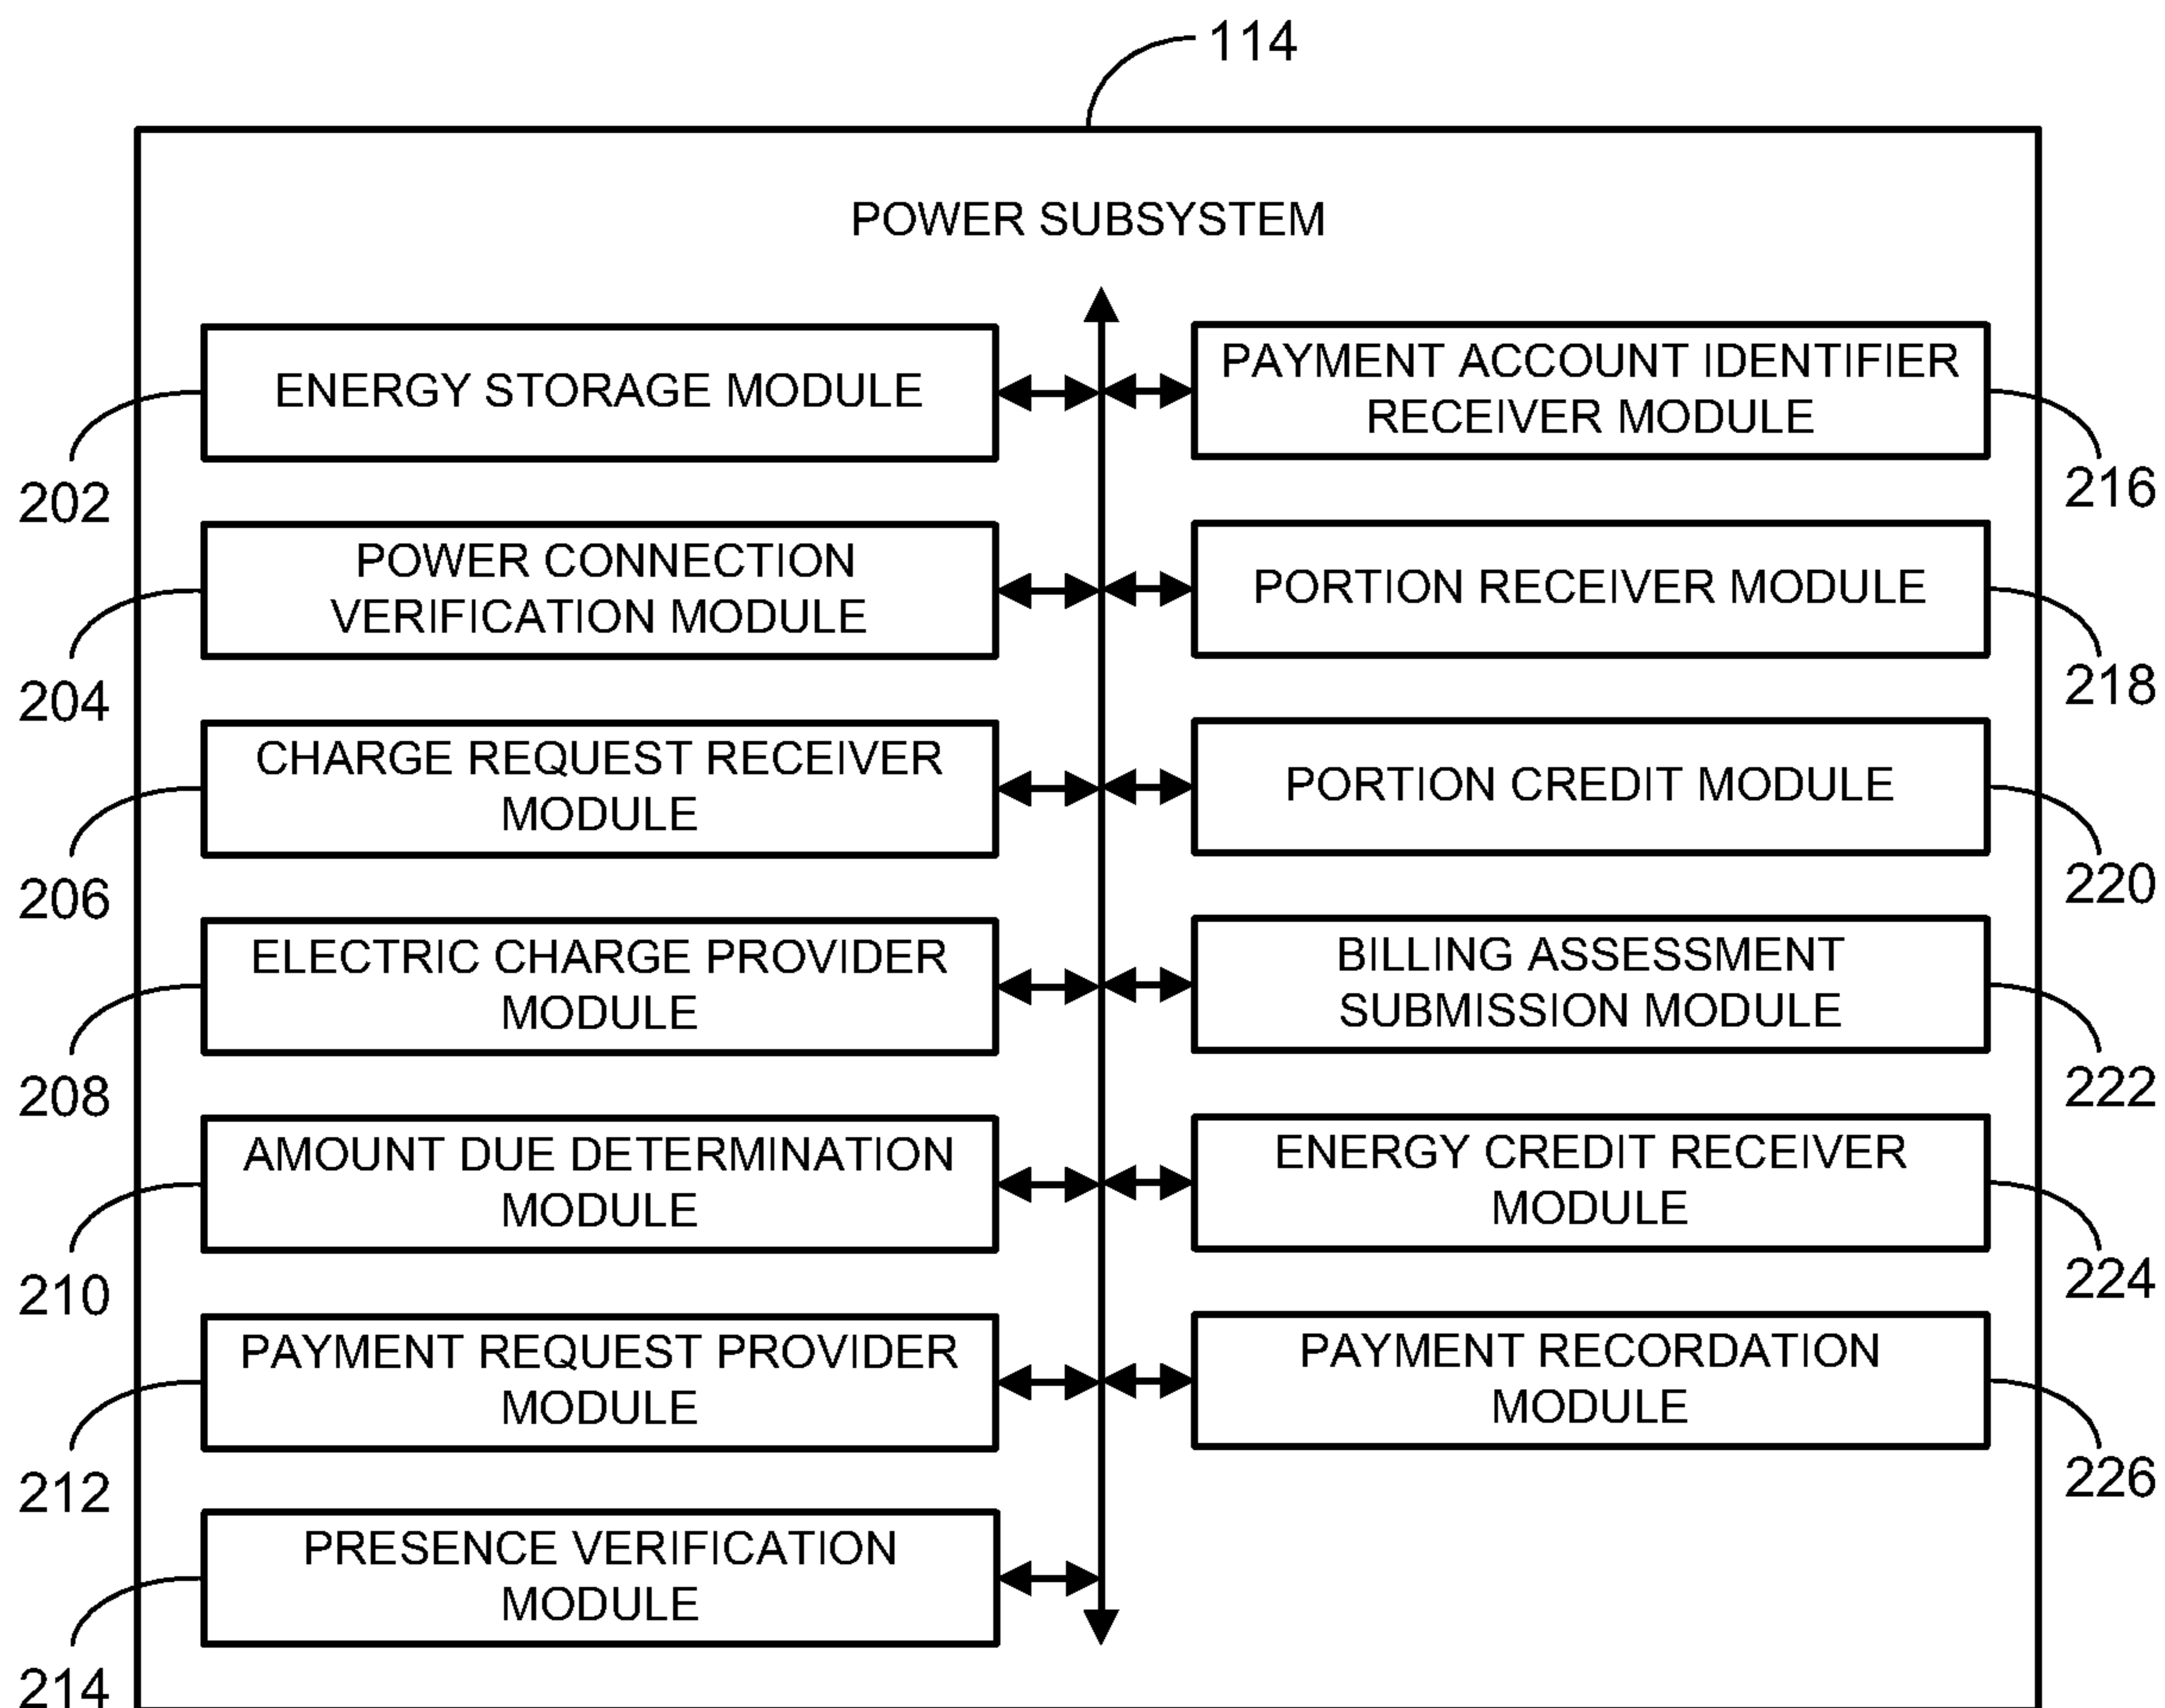 114
POWER SUBSYSTEM
ENERGY STORAGE MODULE
202
POWER CONNECTION
VERIFICATION MODULE
204
CHARGE REQUEST RECEIVER
MODULE
206
ELECTRIC CHARGE PROVIDER
MODULE
208
AMOUNT DUE DETERMINATION
MODULE
210
PAYMENT REQUEST PROVIDER
MODULE
212
PRESENCE VERIFICATION
MODULE
214
PAYMENT ACCOUNT IDENTIFIER
RECEIVER MODULE
216
PORTION RECEIVER MODULE
218
PORTION CREDIT MODULE
220
BILLING ASSESSMENT
SUBMISSION MODULE
222
ENERGY CREDIT RECEIVER
MODULE
224
PAYMENT RECORDATION
MODULE
226